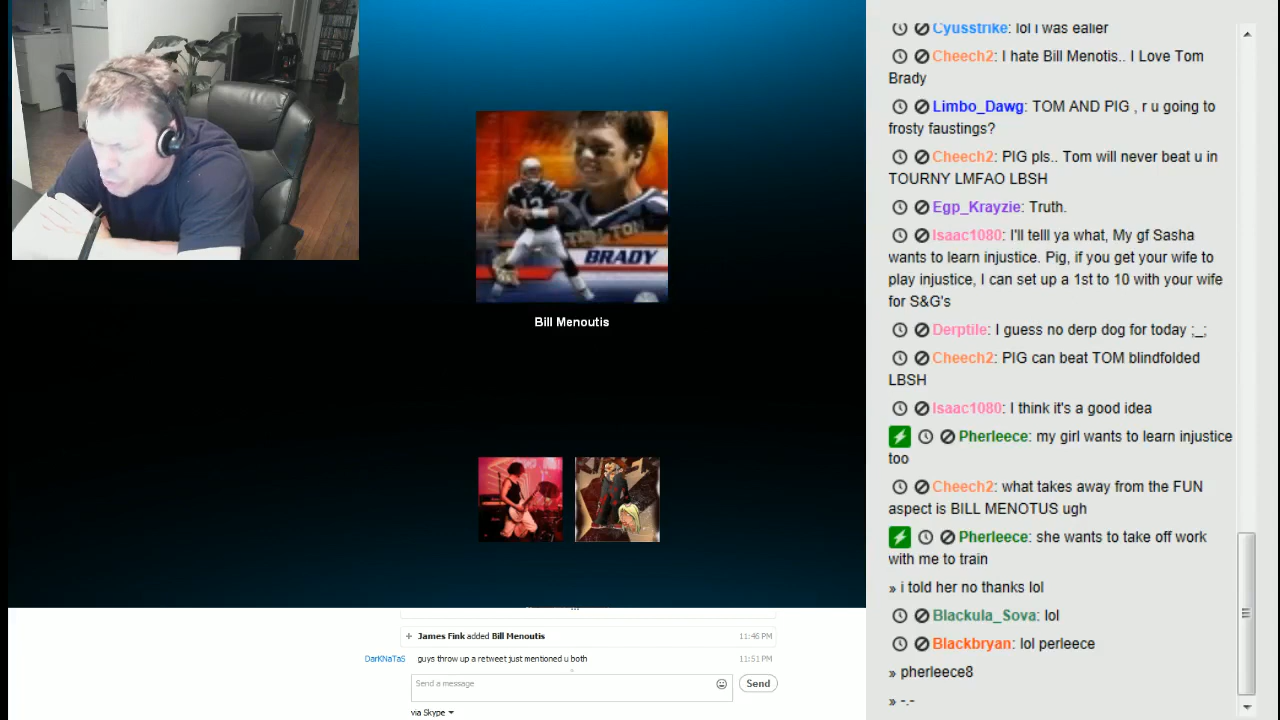 BRADY
Bill Menoutis
James Fink added Bill Menoutis
11:46 PM
DarKNaTaS
guys throw up a retweet just mentioned u both
11:51 PM
Send a message
Send
via Skype
Cyusstrike: lol i was ealier
Cheech2: I hate Bill Menotis.. I Love Tom
Brady
Limbo_Dawg: TOM AND PIG , r u going to
frosty faustings?
Cheech2: PIG pls.. Tom will never beat u in
TOURNY LMFAO LBSH
Egp_Krayzie: Truth.
Isaac1080: I'll telll ya what, My gf Sasha
wants to learn injustice. Pig, if you get your wife to
play injustice, I can set up a 1st to 10 with your wife
for S&G's
Derptile: I guess no derp dog for today ;_;
Cheech2: PIG can beat TOM blindfolded
LBSH
Isaac1080: I think it's a good idea
Pherleece: my girl wants to learn injustice
too
Cheech2: what takes away from the FUN
aspect is BILL MENOTUS ugh
Pherleece: she wants to take off work
with me to train
» i told her no thanks lol
Blackula_Sova: lol
Blackbryan: lol perleece
» pherleece8
» -.-